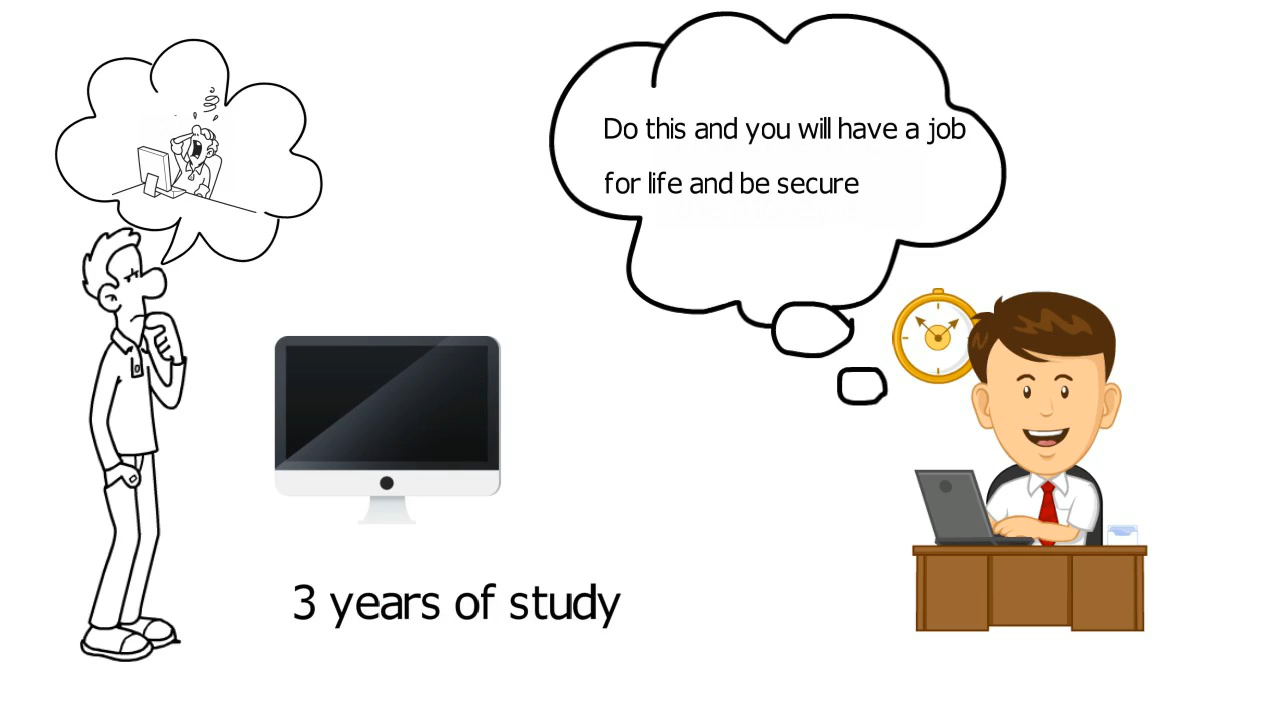 Do this and you will have a job
for life and be secure
3 years of study